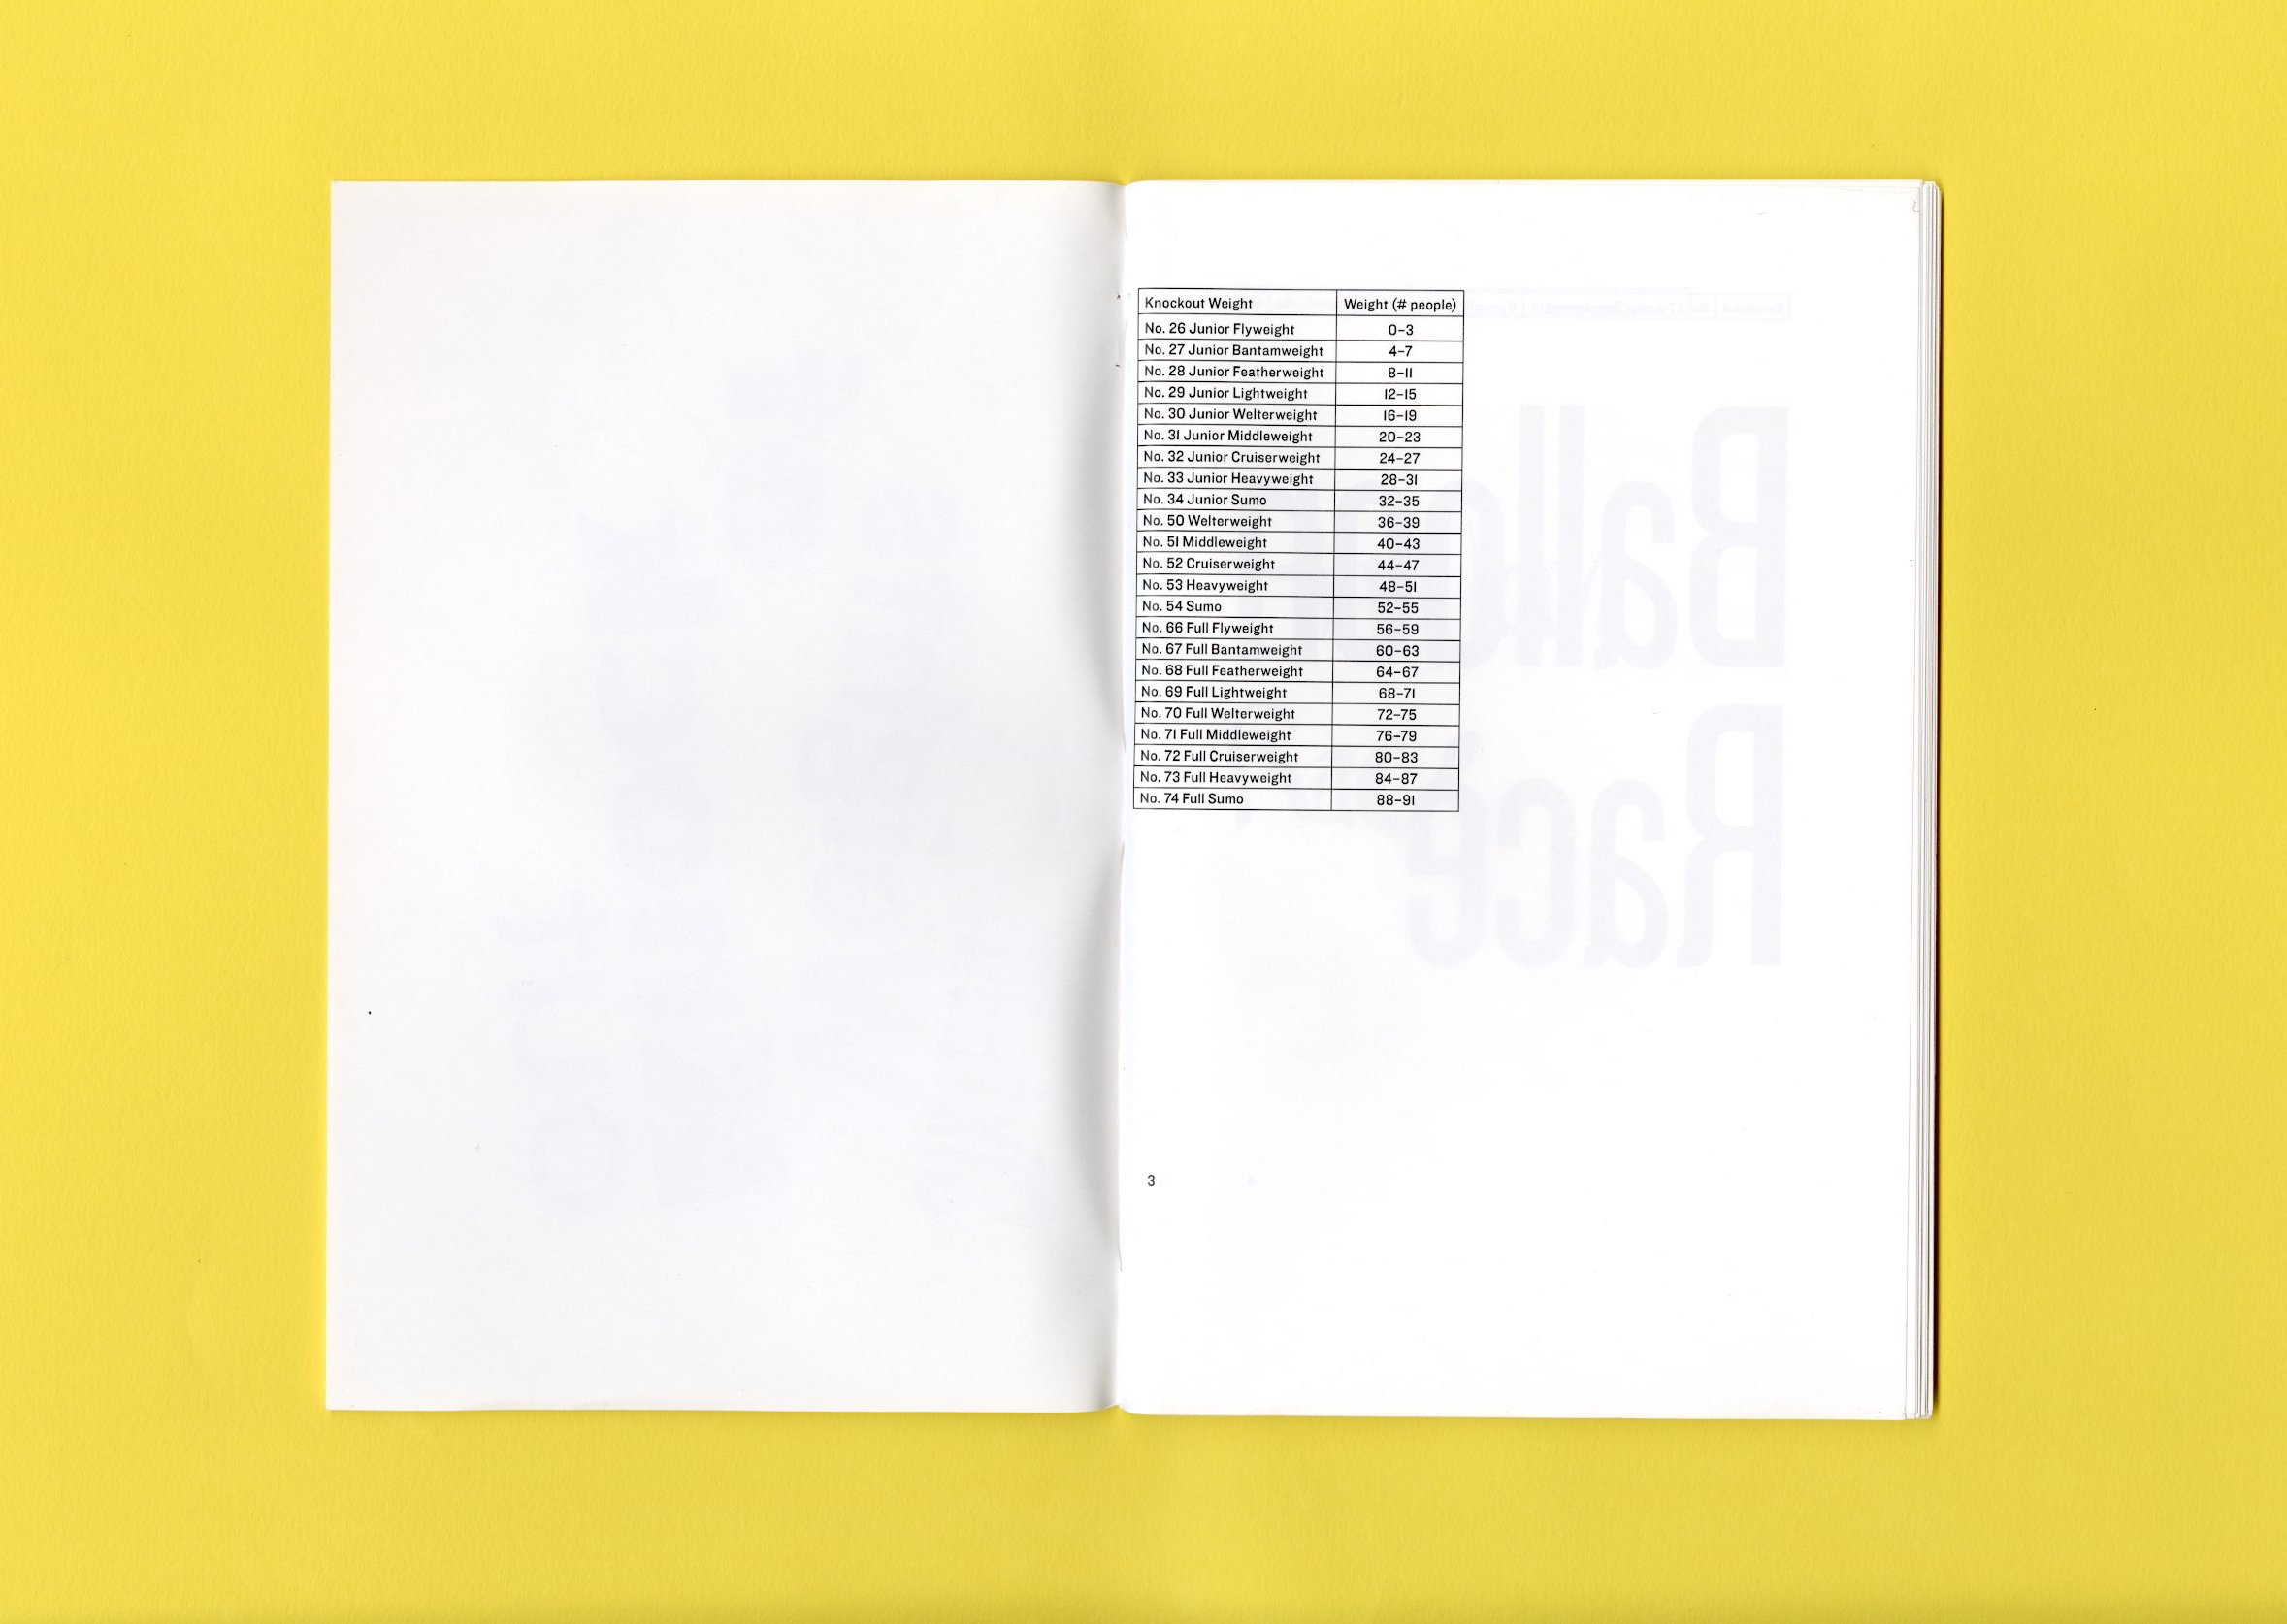 Knockout Weight Weight (# people)
No. 26 Junior Flyweight 0–3
No. 27 Junior Bantamweight 4–7
No. 28 Junior Featherweight 8–11
No. 29 Junior Lightweight 12–15
No. 30 Junior Welterweight 16–19
No. 31 Junior Middleweight 20–23
No. 32 Junior Cruiserweight 24–27
No. 33 Junior Heavyweight 28–31
No. 34 Junior Sumo 32–35
No. 50 Welterweight 36–39
No. 51 Middleweight 40–43
No. 52 Cruiserweight 44–47
No. 53 Heavyweight 48–51
No. 54 Sumo 52–55
No. 66 Full Flyweight 56–59
No. 67 Full Bantamweight 60–63
No. 68 Full Featherweight 64–67
No. 69 Full Lightweight 68–71
No. 70 Full Welterweight 72–75
No. 71 Full Middleweight 76–79
No. 72 Full Cruiserweight 80–83
No. 73 Full Heavyweight 84–87
No. 74 Full Sumo 88–91
Race
3